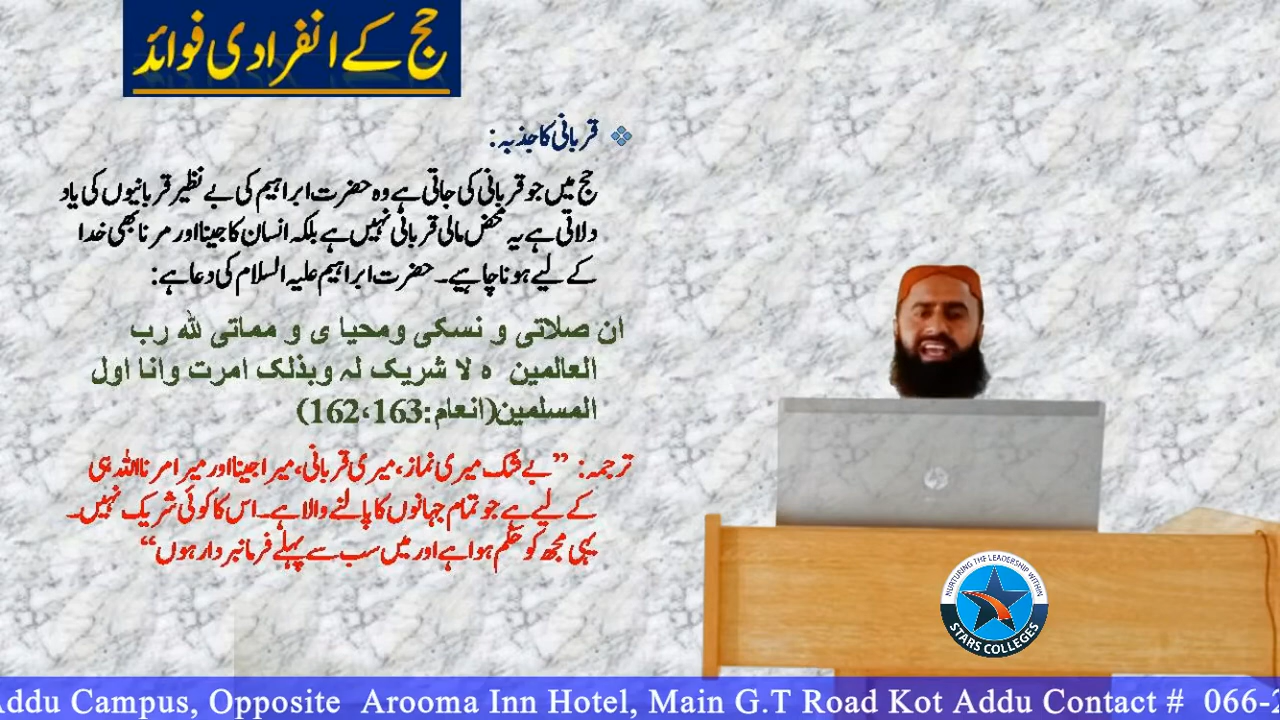 حج کے انفرادی فوائد
❖ قربانی کا جذبہ:
حج میں جو قربانی کی جاتی ہے وہ حضرت ابراہیم کی بے نظیر قربانیوں کی یاد
دلاتی ہے یہ محض مالی قربانی نہیں ہے بلکہ انسان کا جینا اور مرنا بھی خدا
کے لیے ہونا چاہیے۔ حضرت ابراہیم علیہ السلام کی دعا ہے:
ان صلاتی و نسکی ومحیا ی و مماتی للہ رب
العالمین ہ لا شریک لہ وبذلک امرت وانا اول
المسلمین(انعام:162،163)
ترجمہ: ”بے شک میری نماز، میری قربانی، میرا جینا اور میرا مرنا اللہ ہی
کے لیے ہے جو تمام جہانوں کا پالنے والا ہے۔ اس کا کوئی شریک نہیں۔
یہی مجھ کو حکم ہوا ہے اور میں سب سے پہلے فرمانبردار ہوں“
hp
NURTURING THE LEADERSHIP WITHIN
STARS COLLEGES
Addu Campus, Opposite Arooma Inn Hotel, Main G.T Road Kot Addu Contact # 066-2